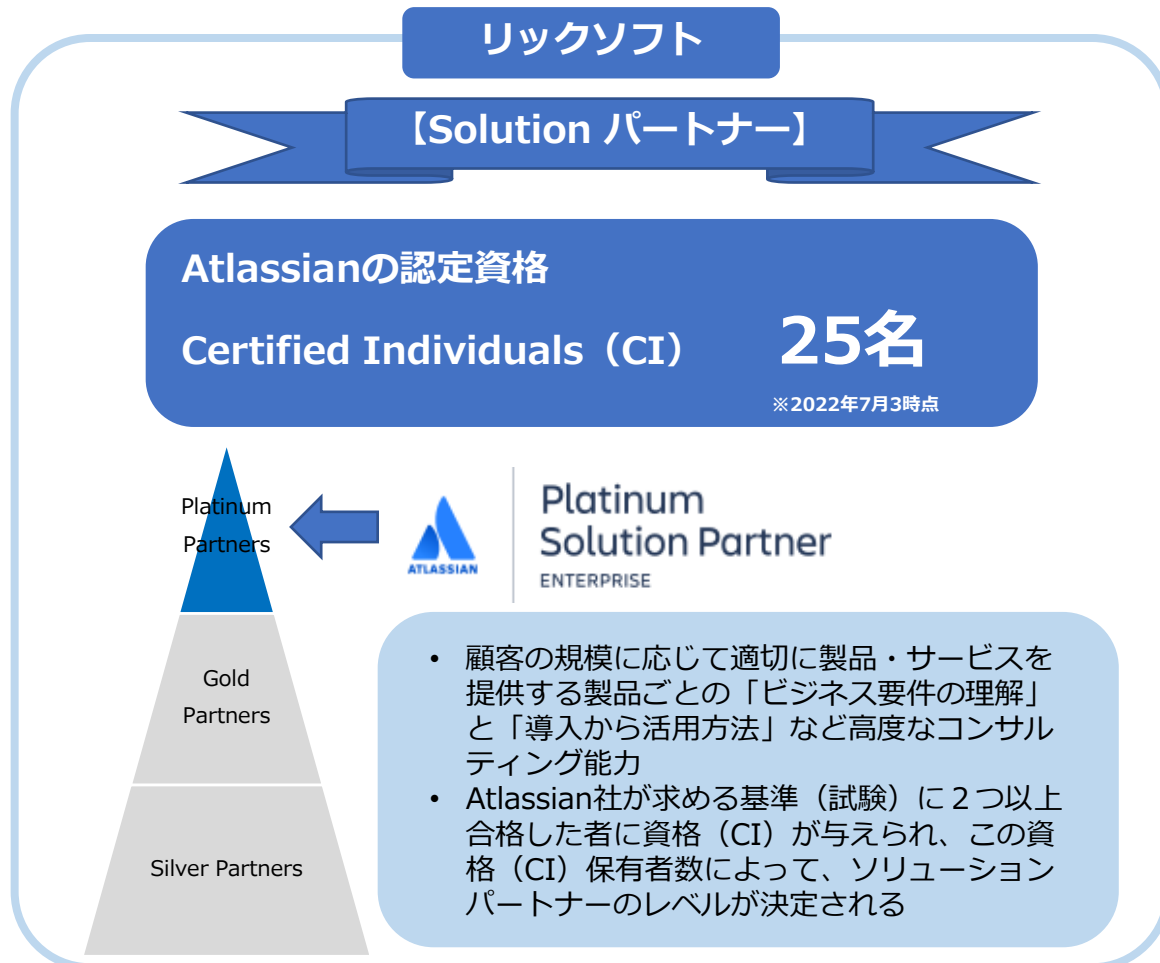 リックソフト
【Solution パートナー】
Atlassianの認定資格
Certified Individuals（CI） 25名
※2022年7月3時点
Platinum
Partners
ATLASSIAN
Platinum
Solution Partner
ENTERPRISE
Gold
Partners
Silver Partners
• 顧客の規模に応じて適切に製品・サービスを
提供する製品ごとの「ビジネス要件の理解」
と「導入から活用方法」など高度なコンサル
ティング能力
• Atlassian社が求める基準（試験）に２つ以上
合格した者に資格（CI）が与えられ、この資
格（CI）保有者数によって、ソリューション
パートナーのレベルが決定される